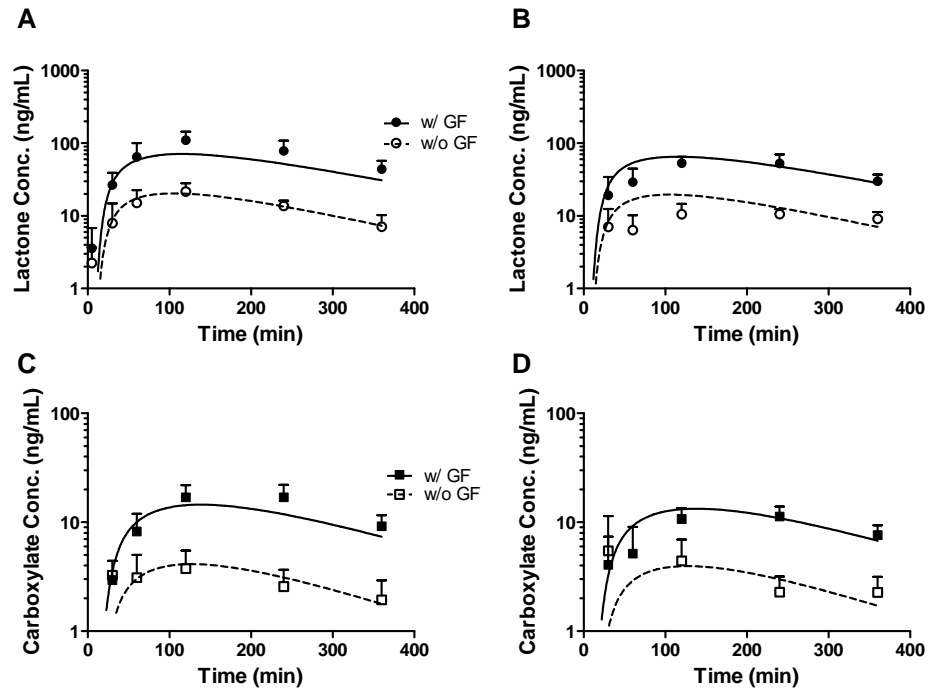 A
Lactone Conc. (ng/mL)
1000
100
10
1
0 100 200 300 400
Time (min)
w/ GF
w/o GF
B
Lactone Conc. (ng/mL)
1000
100
10
1
0 100 200 300 400
Time (min)
C
Carboxylate Conc. (ng/mL)
100
10
1
0 100 200 300 400
Time (min)
w/ GF
w/o GF
D
Carboxylate Conc. (ng/mL)
100
10
1
0 100 200 300 400
Time (min)